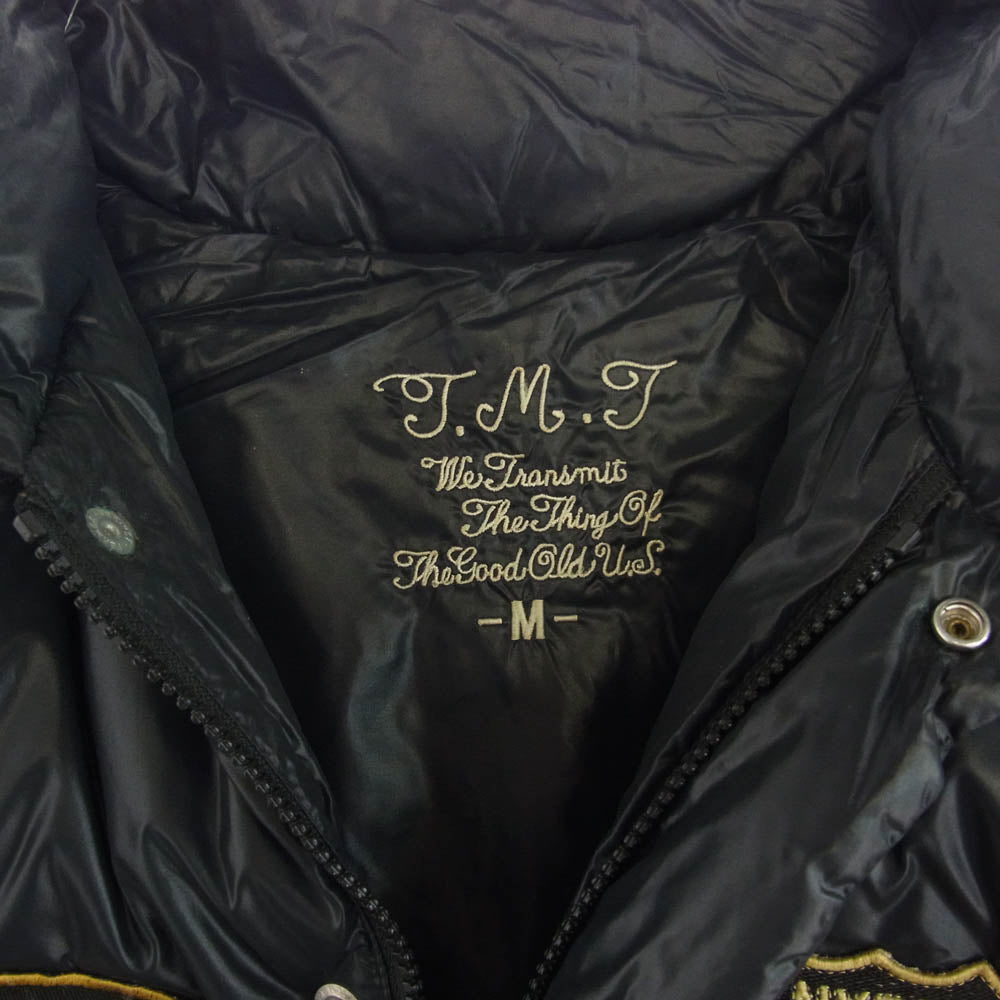 T.M.T
We Transmit
The Thing Of
The Good Old U.S.
-M-